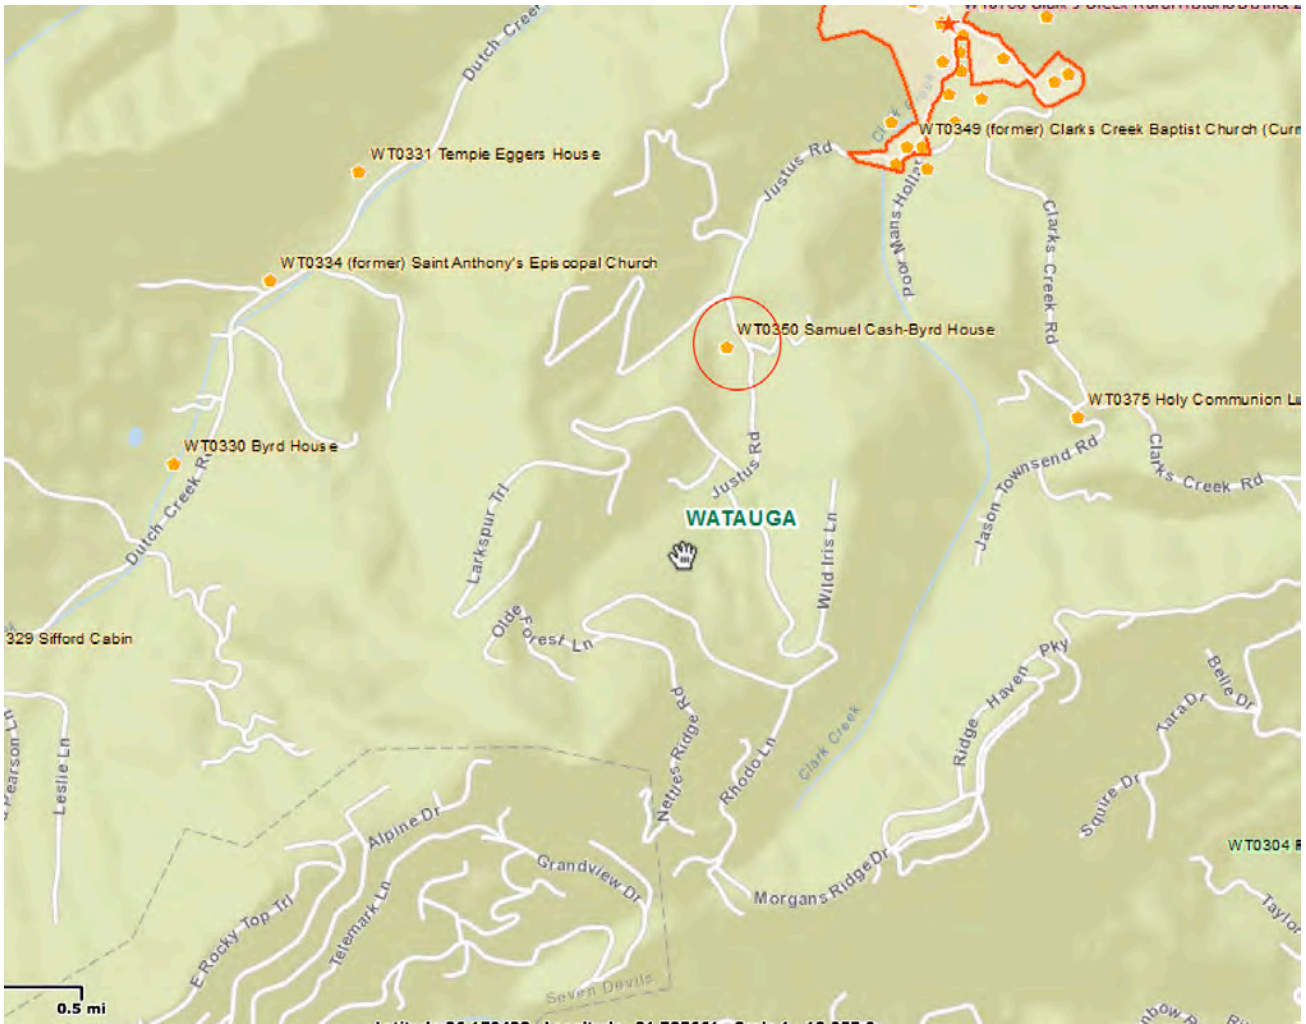 Dutch Creek
WT0331 Tempie Eggers House
Justus Rd
Clark Creek
WT0349 (former) Clarks Creek Baptist Church (Curr
Poor Mans Hollar
Clarks Creek Rd
WT0334 (former) Saint Anthony's Episcopal Church
WT0350 Samuel Cash-Byrd House
WT0375 Holy Communion Lu
WT0330 Byrd House
Dutch Creek Rd
Justus Rd
Jason Townsend Rd
Clarks Creek Rd
Larkspur Trl
WATAUGA
Wild Iris Ln
Olde Forest Ln
329 Sifford Cabin
Ridge Haven Pky
Belle Dr
Tara Dr
Pearson Ln
Leslie Ln
Nettles Ridge Rd
Rhodo Ln
Clark Creek
Squire Dr
Alpine Dr
WT0304
Grandview Dr
Morgans Ridge Dr
E Rocky Top Trl
Telemark Ln
Taylor
Seven Devils
0.5 mi